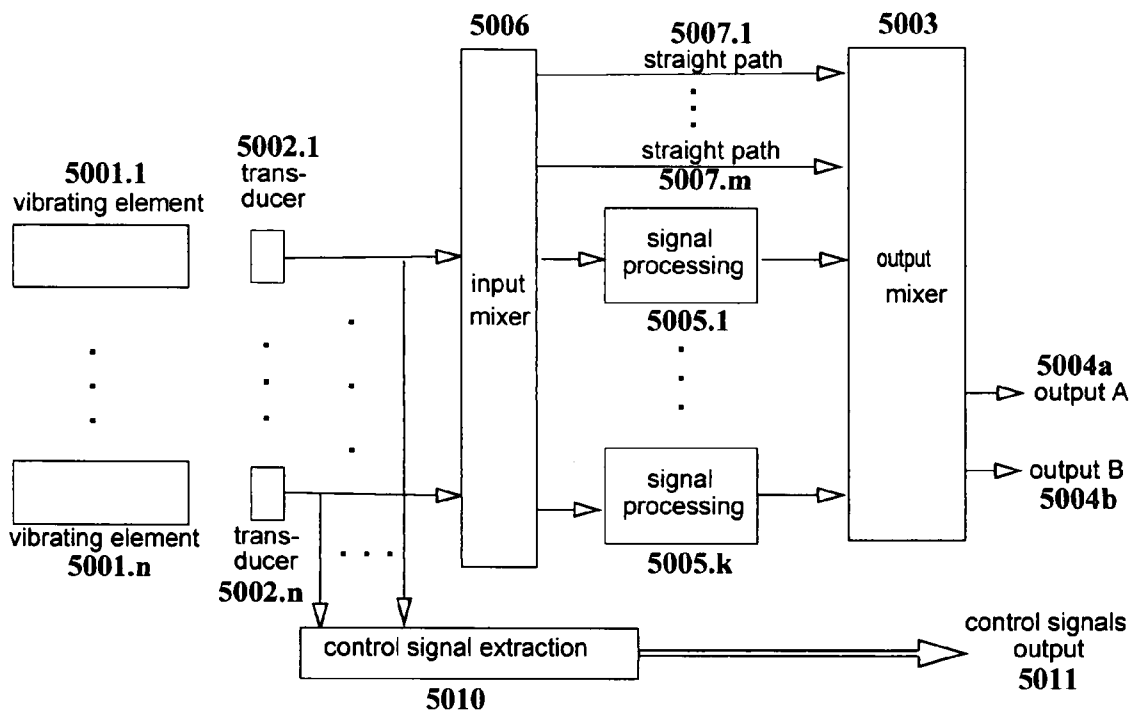 5006
5007.1
straight path
5003
straight path
5007.m
5002.1
trans-
ducer
5001.1
vibrating element
signal
processing
5005.1
input
mixer
output
mixer
5004a
output A
output B
5004b
signal
processing
5005.k
vibrating element
5001.n
trans-
ducer
5002.n
control signal extraction
5010
control signals
output
5011